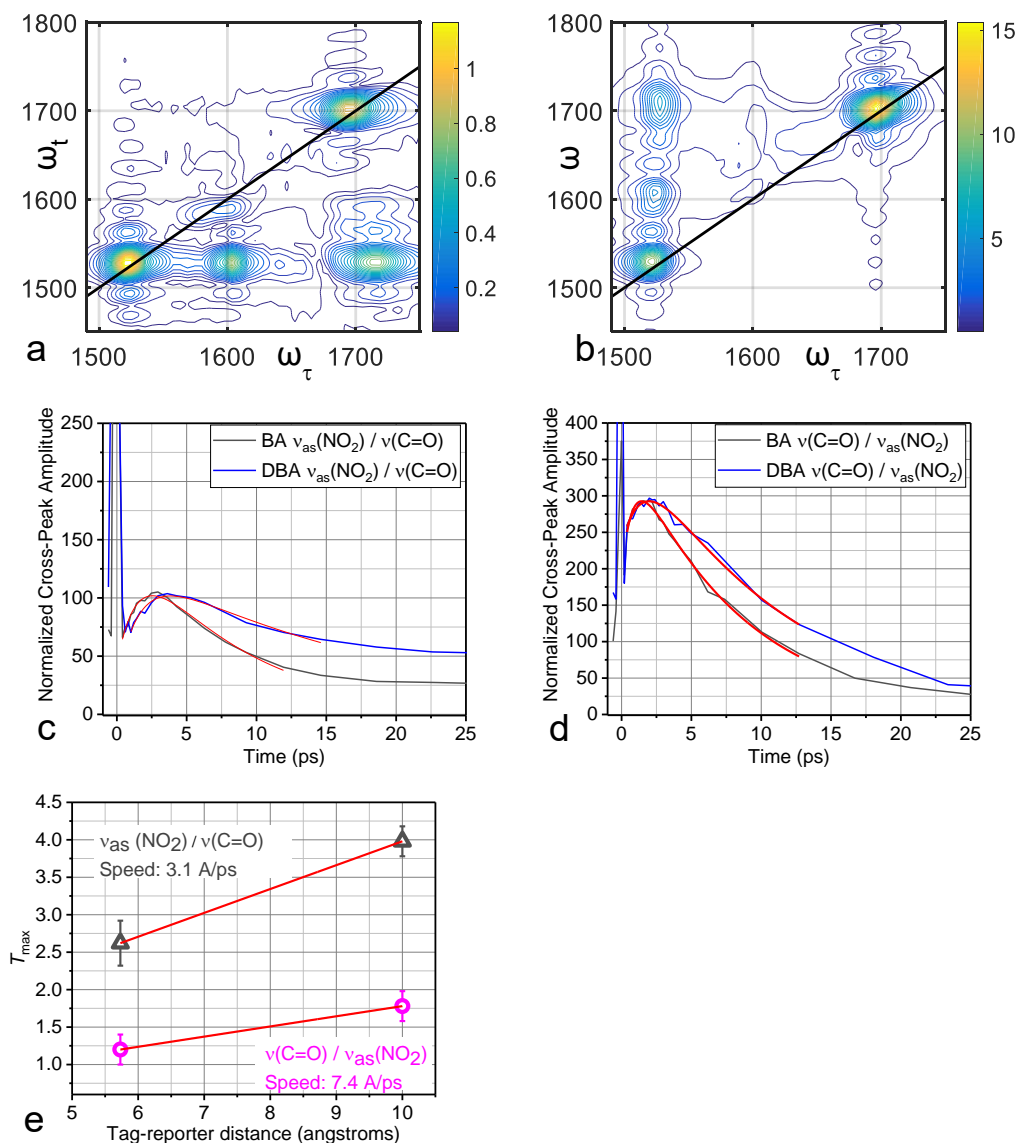 1800
1700
1600
1500
ω_t
1500 1600 1700
ω_τ
a
1
0.8
0.6
0.4
0.2
1800
1700
1600
1500
ω
1500 1600 1700
ω_τ
b
15
10
5
Normalized Cross-Peak Amplitude
250
200
150
100
50
0
BA ν_as(NO₂) / ν(C=O)
DBA ν_as(NO₂) / ν(C=O)
0 5 10 15 20 25
Time (ps)
c
Normalized Cross-Peak Amplitude
400
350
300
250
200
150
100
50
0
BA ν(C=O) / ν_as(NO₂)
DBA ν(C=O) / ν_as(NO₂)
0 5 10 15 20 25
Time (ps)
d
T_max
4.5
4.0
3.5
3.0
2.5
2.0
1.5
1.0
ν_as (NO₂) / ν(C=O)
Speed: 3.1 A/ps
ν(C=O) / ν_as(NO₂)
Speed: 7.4 A/ps
5 6 7 8 9 10
Tag-reporter distance (angstroms)
e